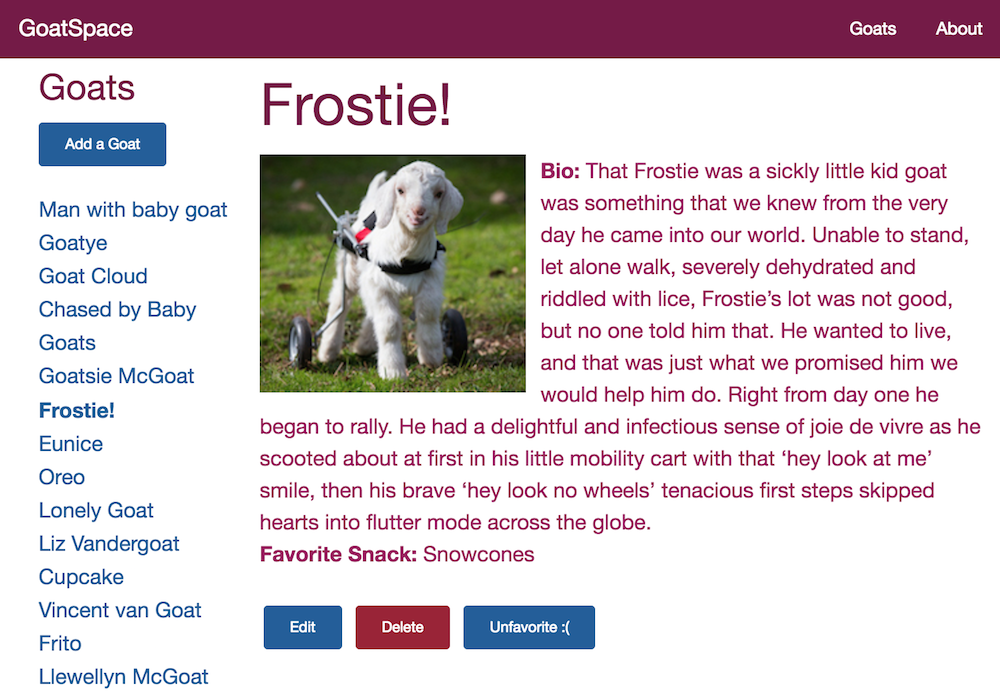 GoatSpace
Goats
About
Goats
Add a Goat
Man with baby goat
Goatye
Goat Cloud
Chased by Baby
Goats
Goatsie McGoat
Frostie!
Eunice
Oreo
Lonely Goat
Liz Vandergoat
Cupcake
Vincent van Goat
Frito
Llewellyn McGoat
Frostie!
Bio: That Frostie was a sickly little kid goat
was something that we knew from the very
day he came into our world. Unable to stand,
let alone walk, severely dehydrated and
riddled with lice, Frostie’s lot was not good,
but no one told him that. He wanted to live,
and that was just what we promised him we
would help him do. Right from day one he
began to rally. He had a delightful and infectious sense of joie de vivre as he
scooted about at first in his little mobility cart with that ‘hey look at me’
smile, then his brave ‘hey look no wheels’ tenacious first steps skipped
hearts into flutter mode across the globe.
Favorite Snack: Snowcones
Edit
Delete
Unfavorite :(